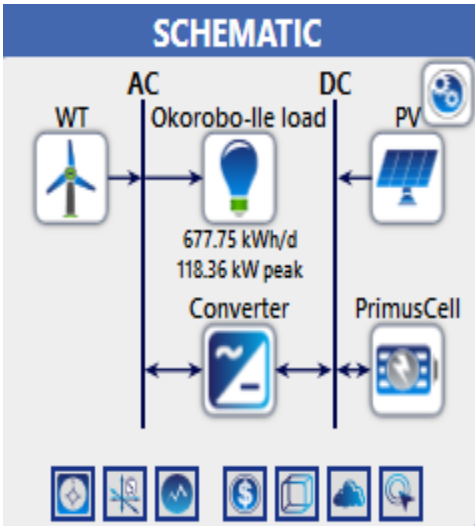 SCHEMATIC
AC DC
WT Okorobo-Ile load PV
677.75 kWh/d
118.36 kW peak
Converter PrimusCell